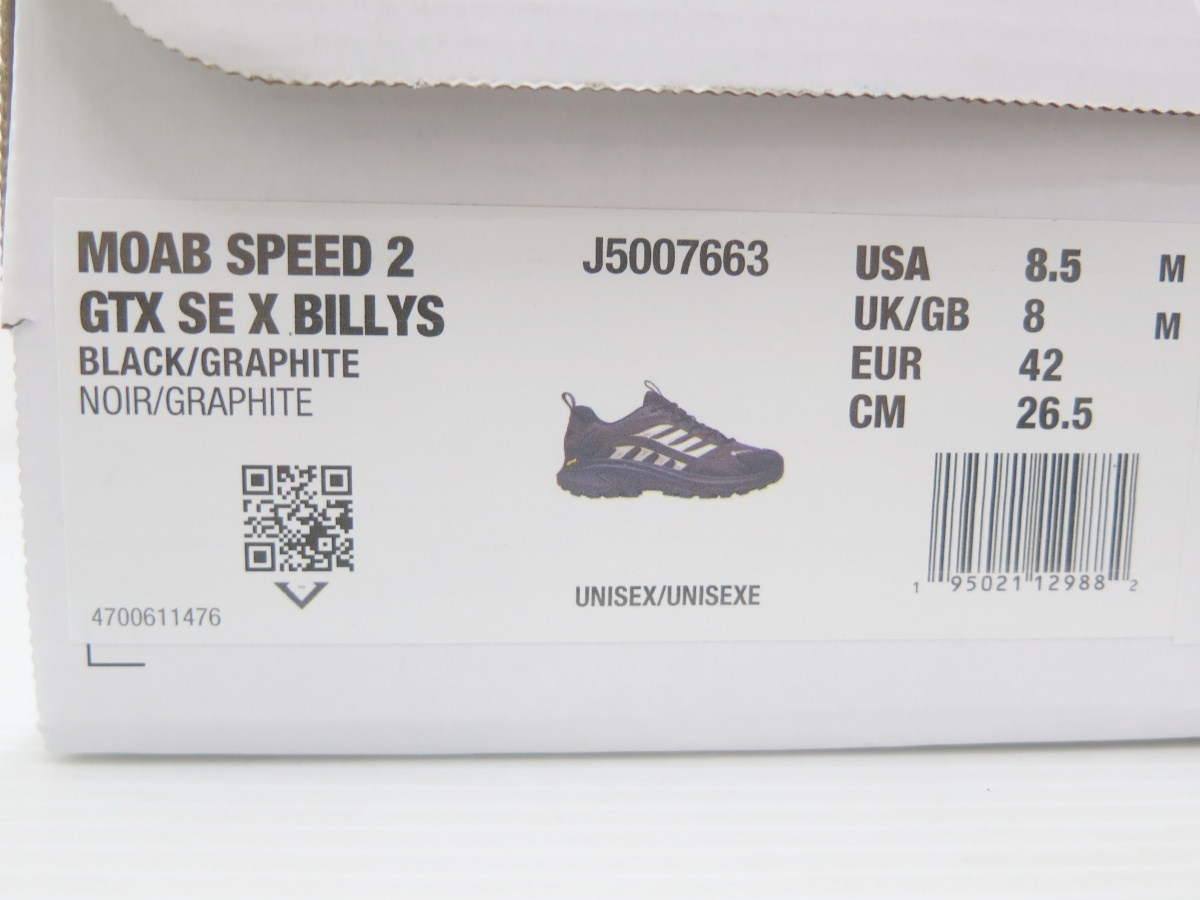 MOAB SPEED 2
GTX SE X BILLYS
BLACK/GRAPHITE
NOIR/GRAPHITE
4700611476
J5007663
UNISEX/UNISEXE
USA 8.5 M
UK/GB 8 M
EUR 42
CM 26.5
1 95021 12988 2